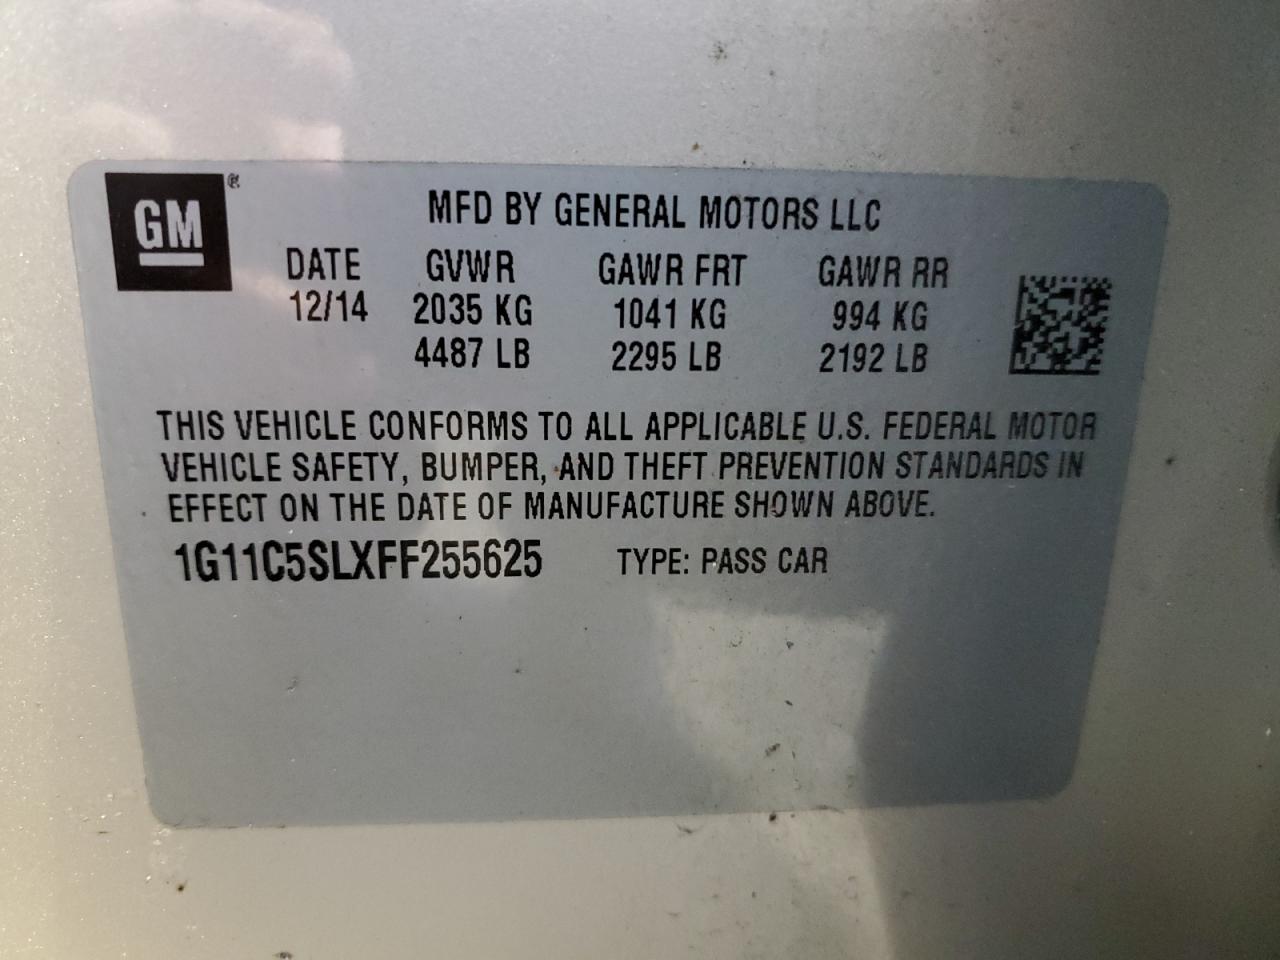 GM®
MFD BY GENERAL MOTORS LLC
DATE GVWR GAWR FRT GAWR RR
12/14 2035 KG 1041 KG 994 KG
4487 LB 2295 LB 2192 LB
THIS VEHICLE CONFORMS TO ALL APPLICABLE U.S. FEDERAL MOTOR
VEHICLE SAFETY, BUMPER, AND THEFT PREVENTION STANDARDS IN
EFFECT ON THE DATE OF MANUFACTURE SHOWN ABOVE.
1G11C5SLXFF255625 TYPE: PASS CAR